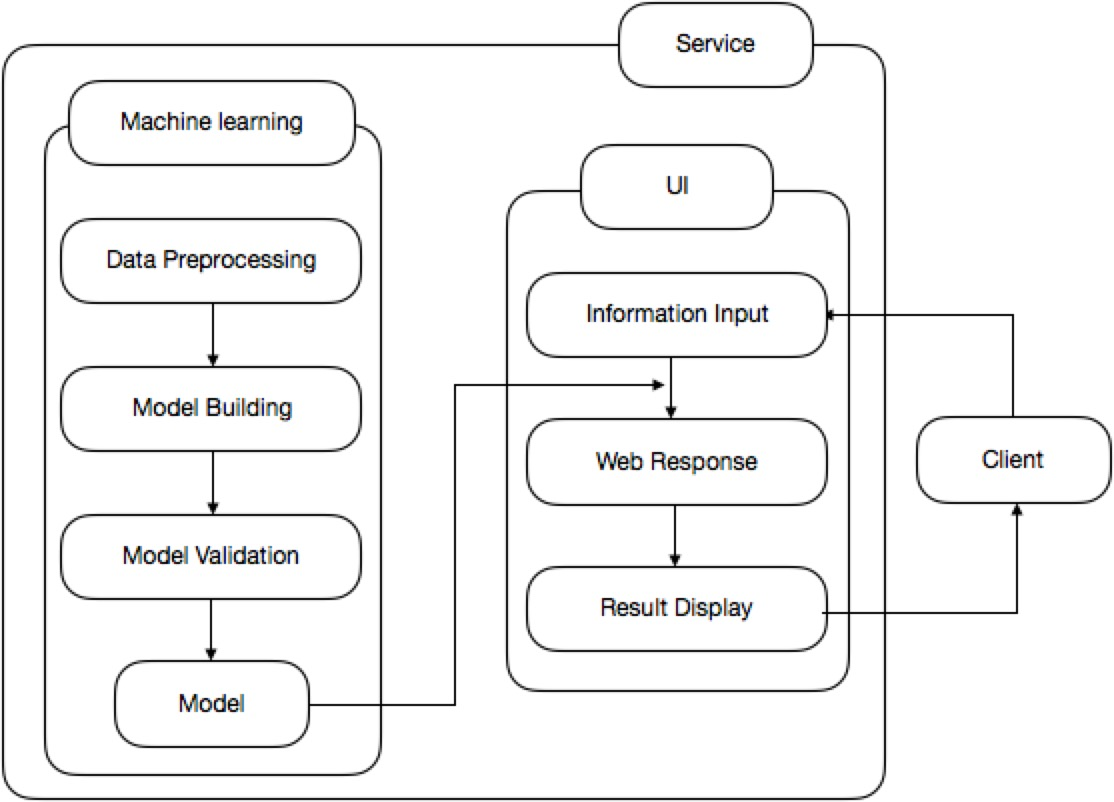 Service
Machine learning
Data Preprocessing
Model Building
Model Validation
Model
UI
Information Input
Web Response
Result Display
Client